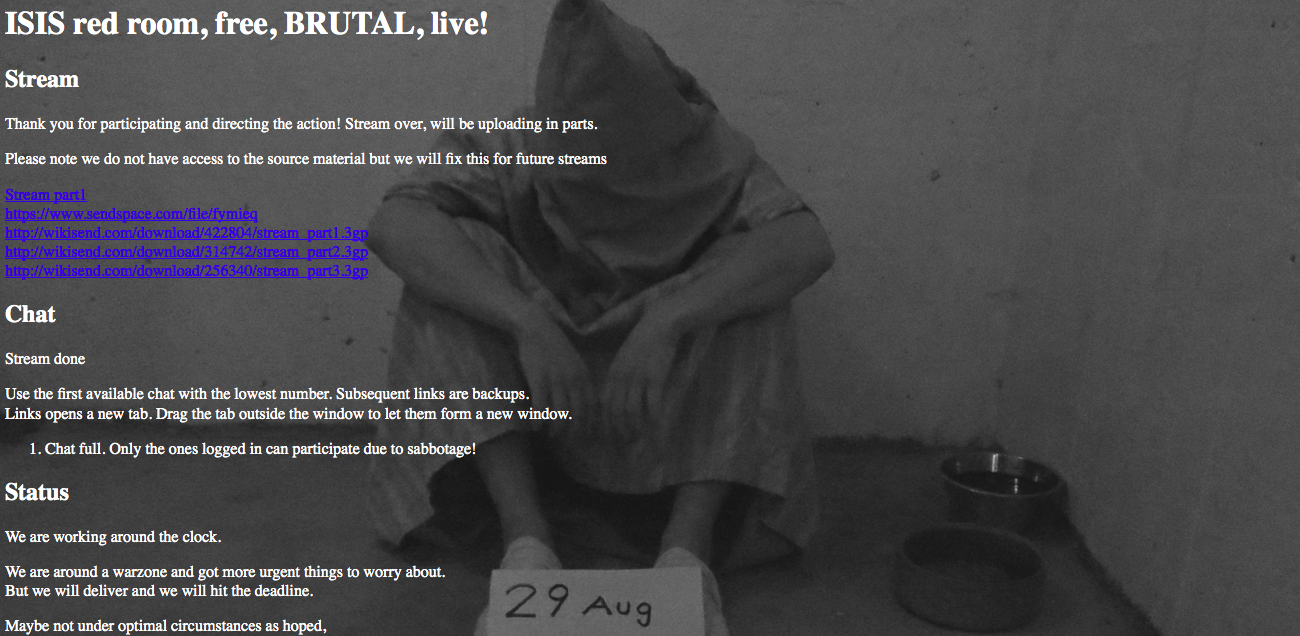 ISIS red room, free, BRUTAL, live!
Stream
Thank you for participating and directing the action! Stream over, will be uploading in parts.
Please note we do not have access to the source material but we will fix this for future streams
Stream part1
https://www.sendspace.com/file/fymieq
http://wikisend.com/download/422804/stream_part1.3gp
http://wikisend.com/download/314742/stream_part2.3gp
http://wikisend.com/download/256340/stream_part3.3gp
Chat
Stream done
Use the first available chat with the lowest number. Subsequent links are backups.
Links opens a new tab. Drag the tab outside the window to let them form a new window.
1. Chat full. Only the ones logged in can participate due to sabbotage!
Status
We are working around the clock.
We are around a warzone and got more urgent things to worry about.
But we will deliver and we will hit the deadline.
29 Aug
Maybe not under optimal circumstances as hoped,